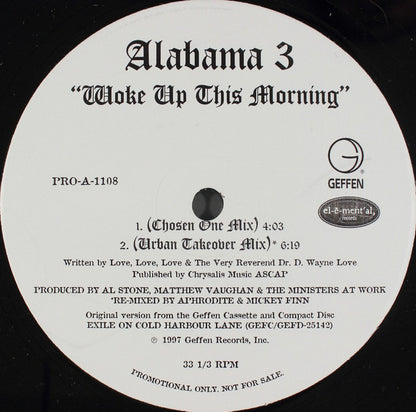 Alabama 3
"Woke Up This Morning"
PRO-A-1108
G
GEFFEN
el-ē-ment'al,
records
1. (Chosen One Mix) 4:03
2. (Urban Takeover Mix)* 6:19
Written by Love, Love, Love & The Very Reverend Dr. D. Wayne Love
Published by Chrysalis Music ASCAP
PRODUCED BY AL STONE, MATTHEW VAUGHAN & THE MINISTERS AT WORK
*RE-MIXED BY APHRODITE & MICKEY FINN
Original version from the Geffen Cassette and Compact Disc
EXILE ON COLD HARBOUR LANE (GEFC/GEFD-25142)
℗ 1997 Geffen Records, Inc.
33 1/3 RPM
PROMOTIONAL ONLY. NOT FOR SALE.